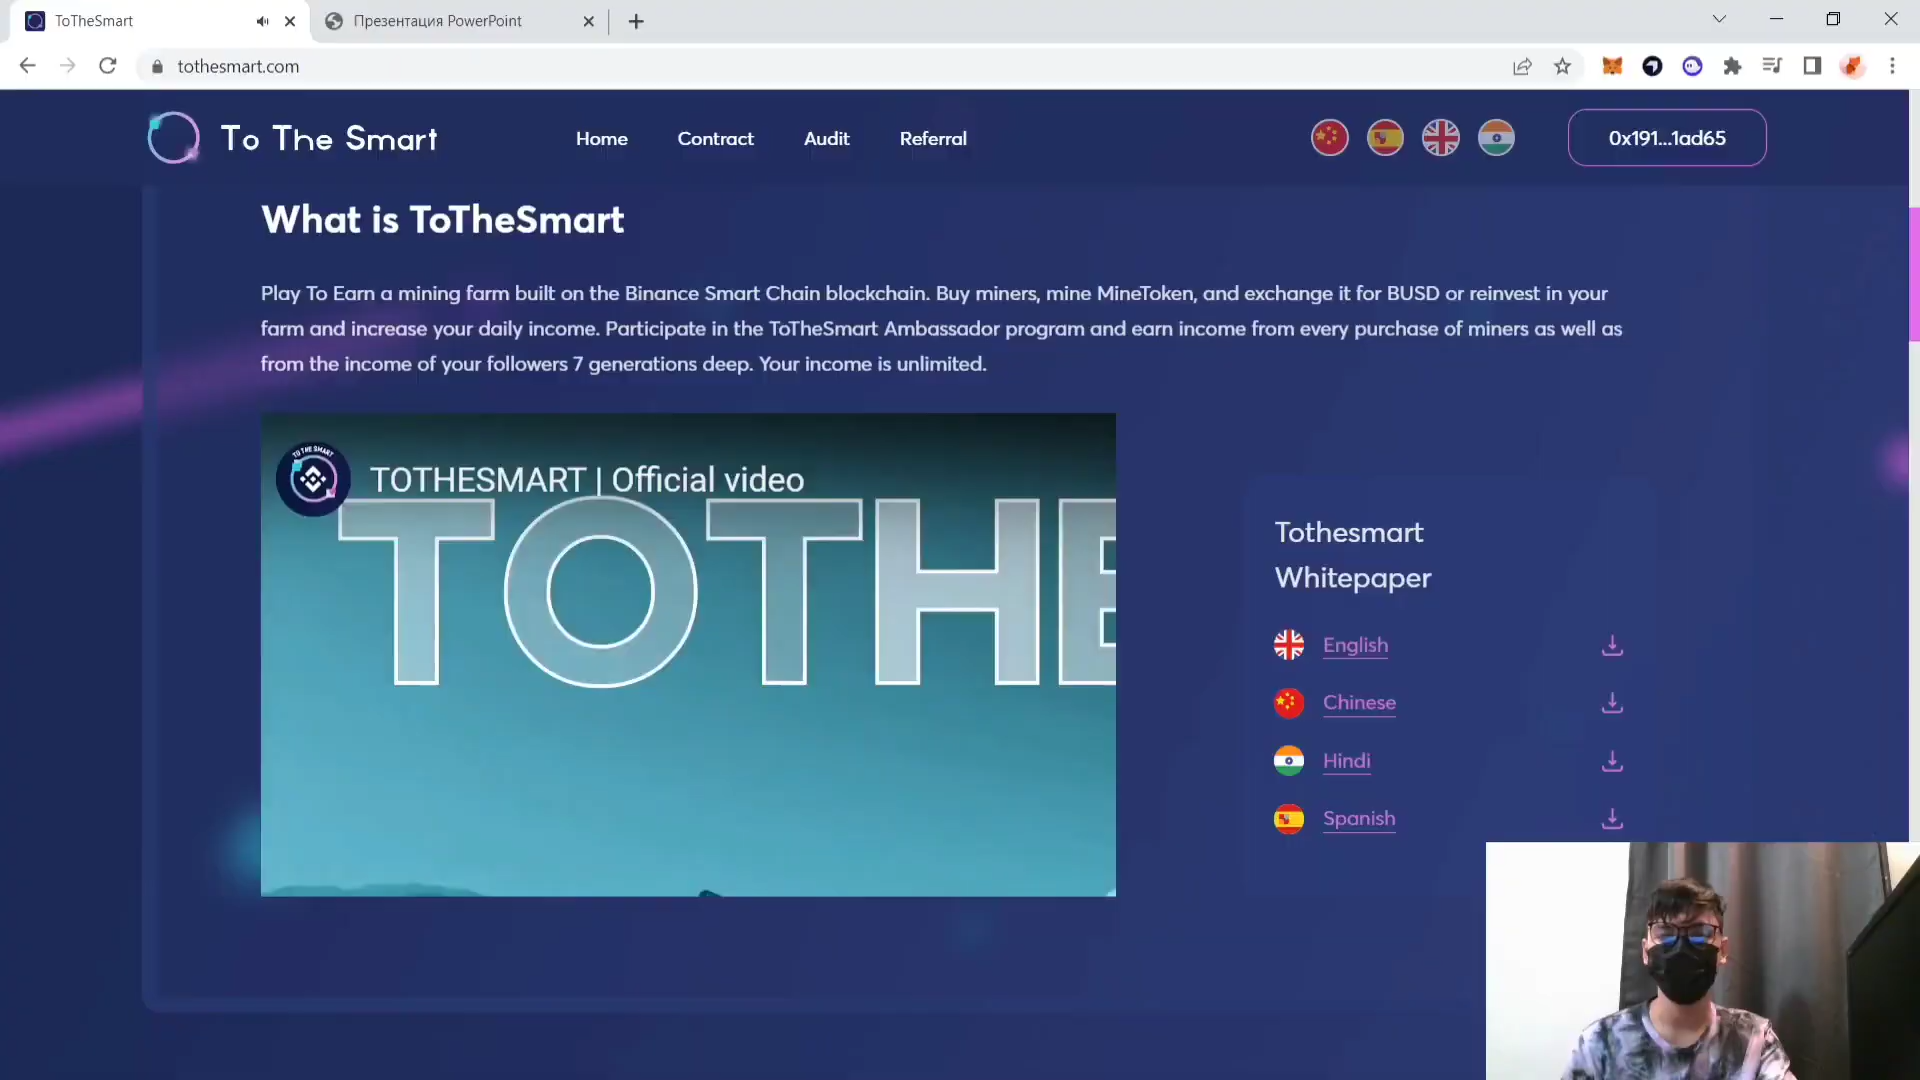 ToTheSmart
Презентация PowerPoint
tothesmart.com
To The Smart
Home
Contract
Audit
Referral
0x191...1ad65
What is ToTheSmart
Play To Earn a mining farm built on the Binance Smart Chain blockchain. Buy miners, mine MineToken, and exchange it for BUSD or reinvest in your
farm and increase your daily income. Participate in the ToTheSmart Ambassador program and earn income from every purchase of miners as well as
from the income of your followers 7 generations deep. Your income is unlimited.
TO THE SMART
TOTHESMART | Official video
TOTHE
Tothesmart
Whitepaper
English
Chinese
Hindi
Spanish